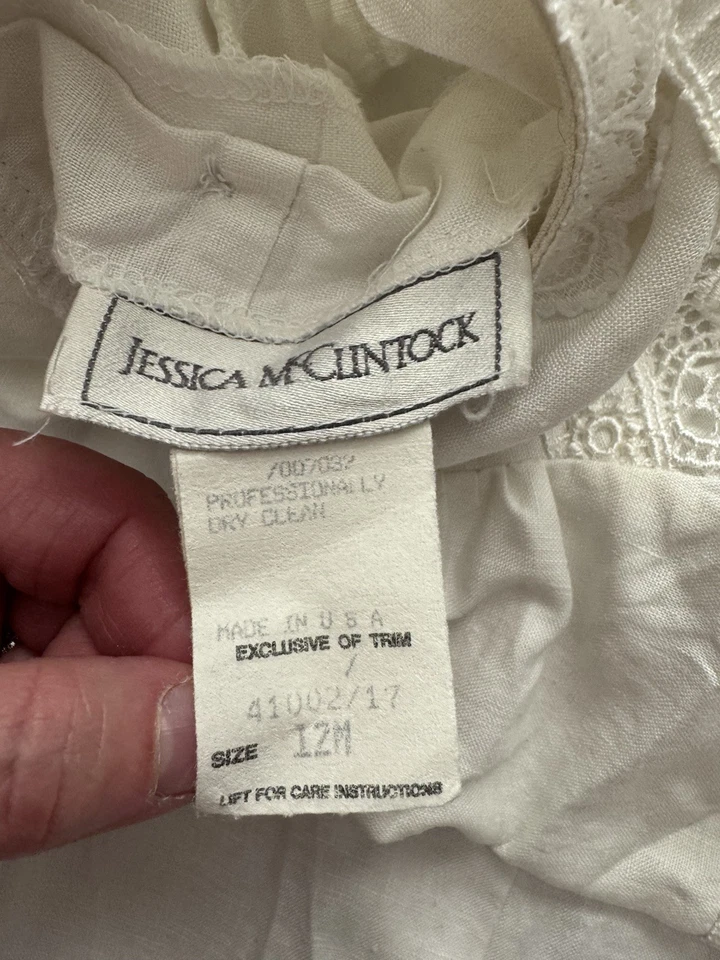 JESSICA McCLINTOCK
PROFESSIONALLY
DRY CLEAN
MADE IN U S A
EXCLUSIVE OF TRIM
/
41002/17
SIZE 12M
LIFT FOR CARE INSTRUCTIONS